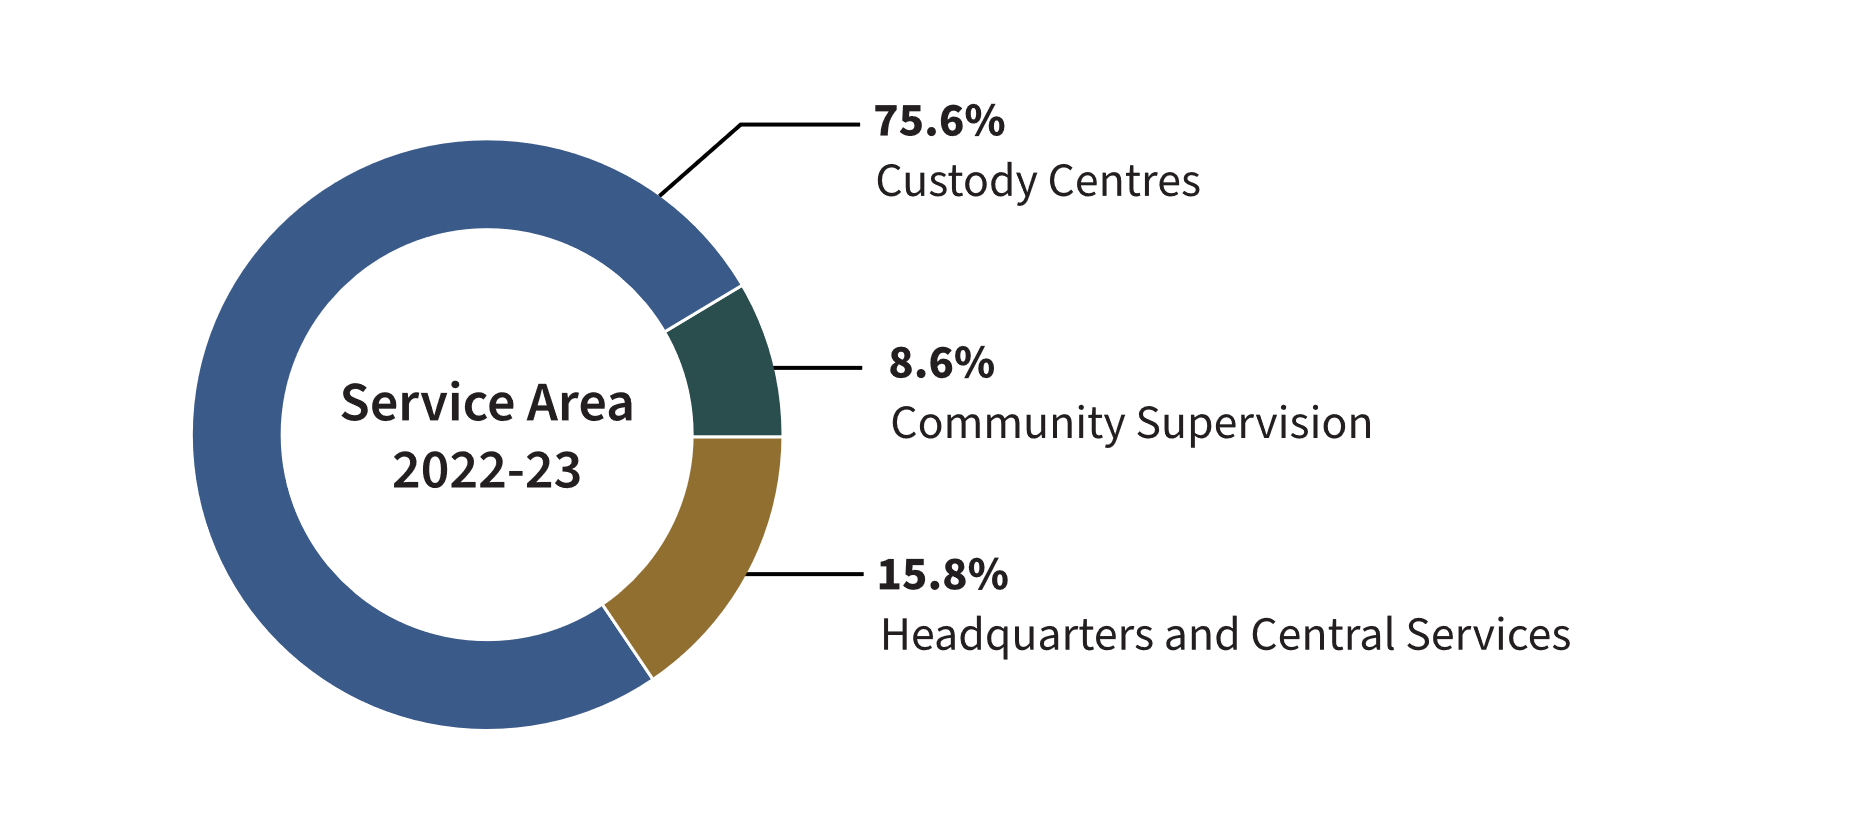 75.6%
Custody Centres
8.6%
Community Supervision
Service Area
2022-23
15.8%
Headquarters and Central Services